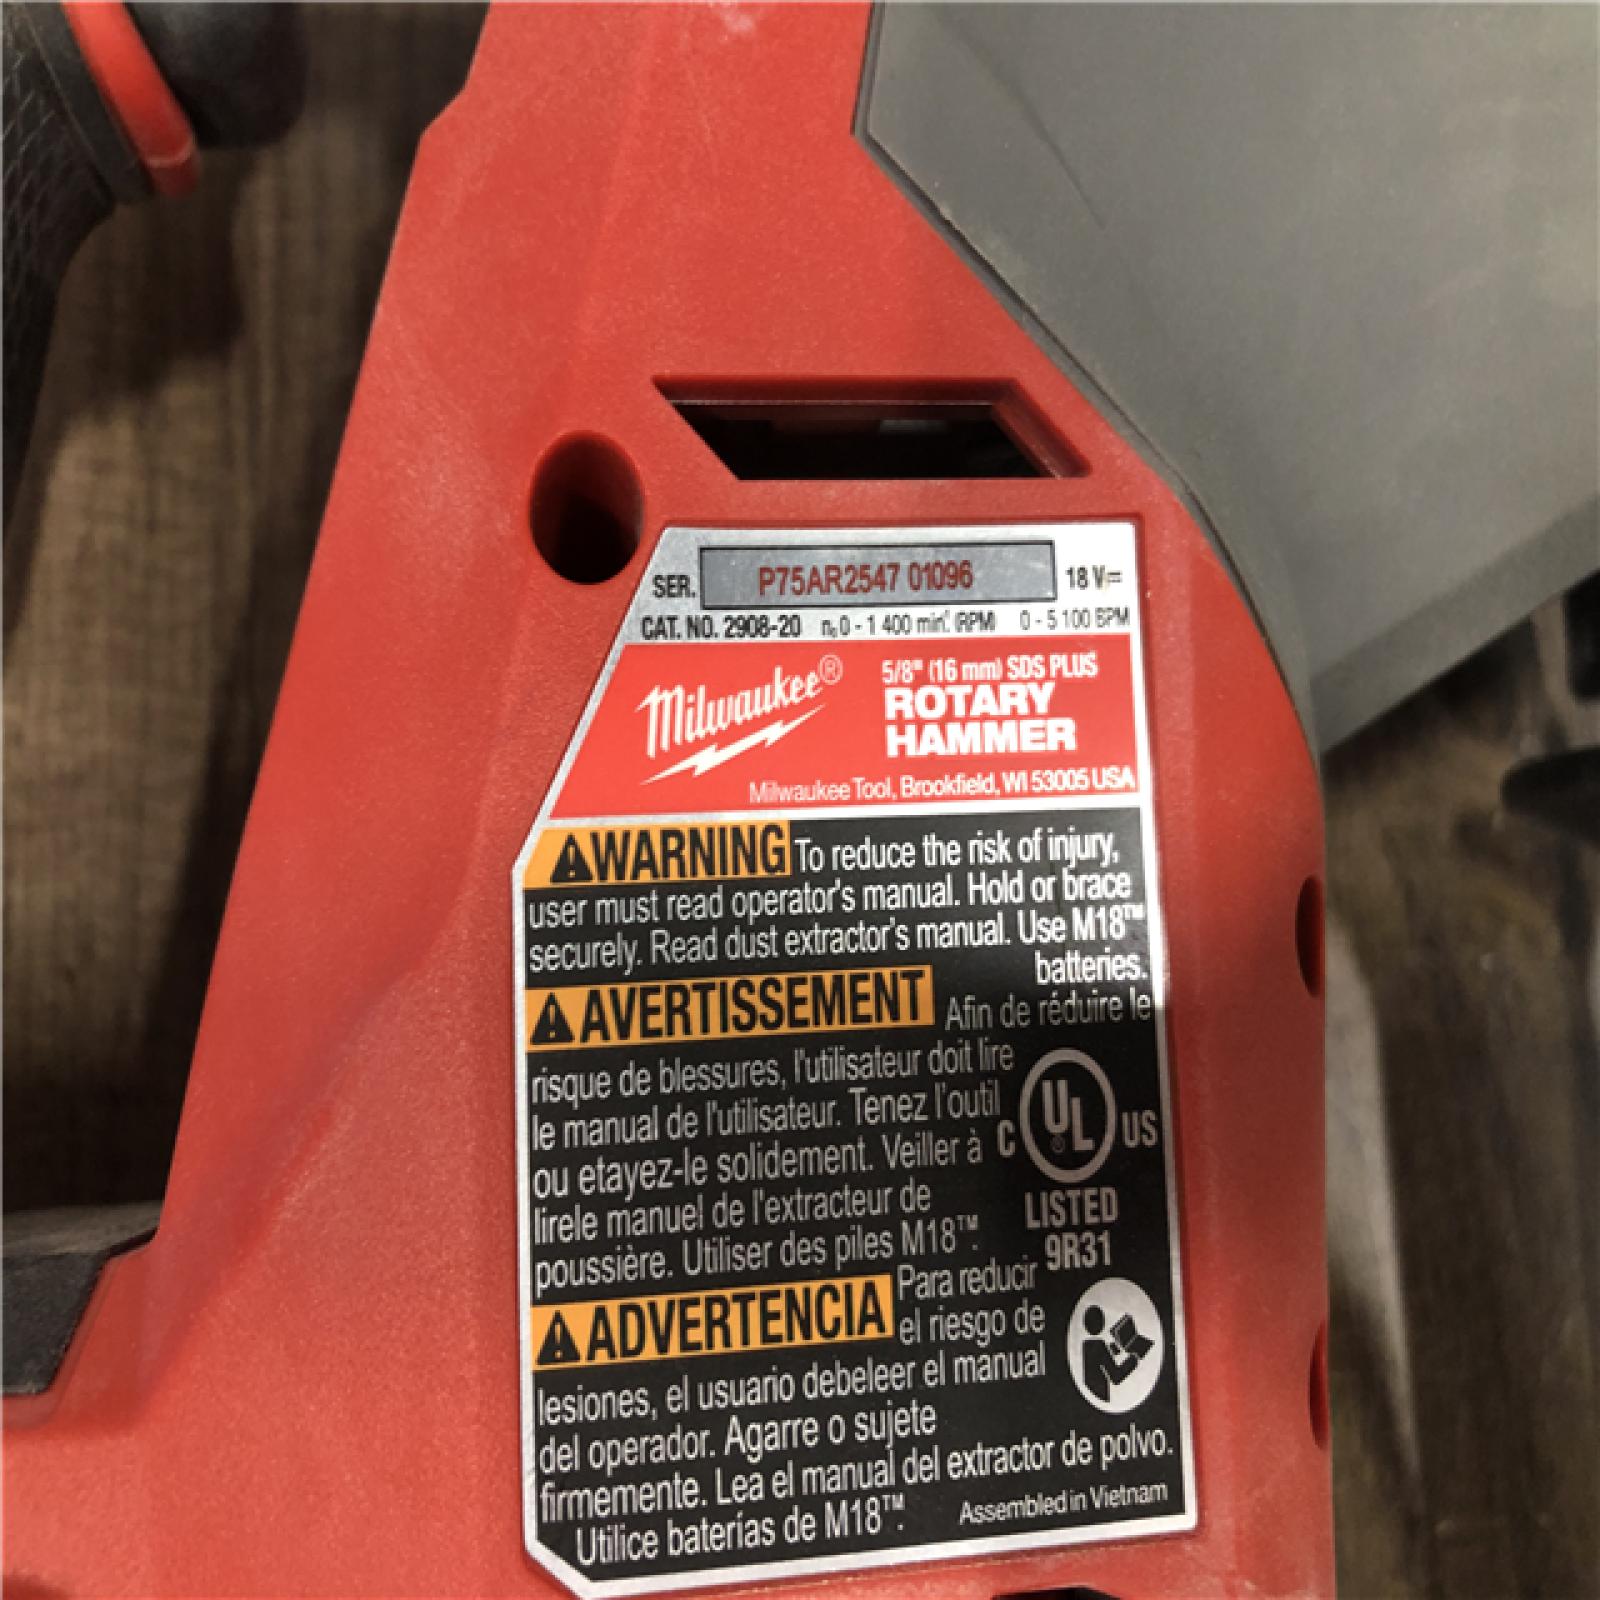 SER. P75AR2547 01096 18 V⎓
CAT. NO. 2908-20 n₀ 0 - 1 400 min⁻¹ (RPM) 0 - 5 100 BPM
Milwaukee®
5/8" (16 mm) SDS PLUS
ROTARY
HAMMER
Milwaukee Tool, Brookfield, WI 53005 USA
⚠WARNING To reduce the risk of injury,
user must read operator's manual. Hold or brace
securely. Read dust extractor's manual. Use M18™
batteries.
⚠AVERTISSEMENT Afin de réduire le
risque de blessures, l'utilisateur doit lire
le manual de l'utilisateur. Tenez l'outil
ou etayez-le solidement. Veiller à
lirele manuel de l'extracteur de
poussière. Utiliser des piles M18™.
C UL® US
LISTED
9R31
⚠ADVERTENCIA Para reducir
el riesgo de
lesiones, el usuario debeleer el manual
del operador. Agarre o sujete
firmemente. Lea el manual del extractor de polvo.
Utilice baterías de M18™.
Assembled in Vietnam